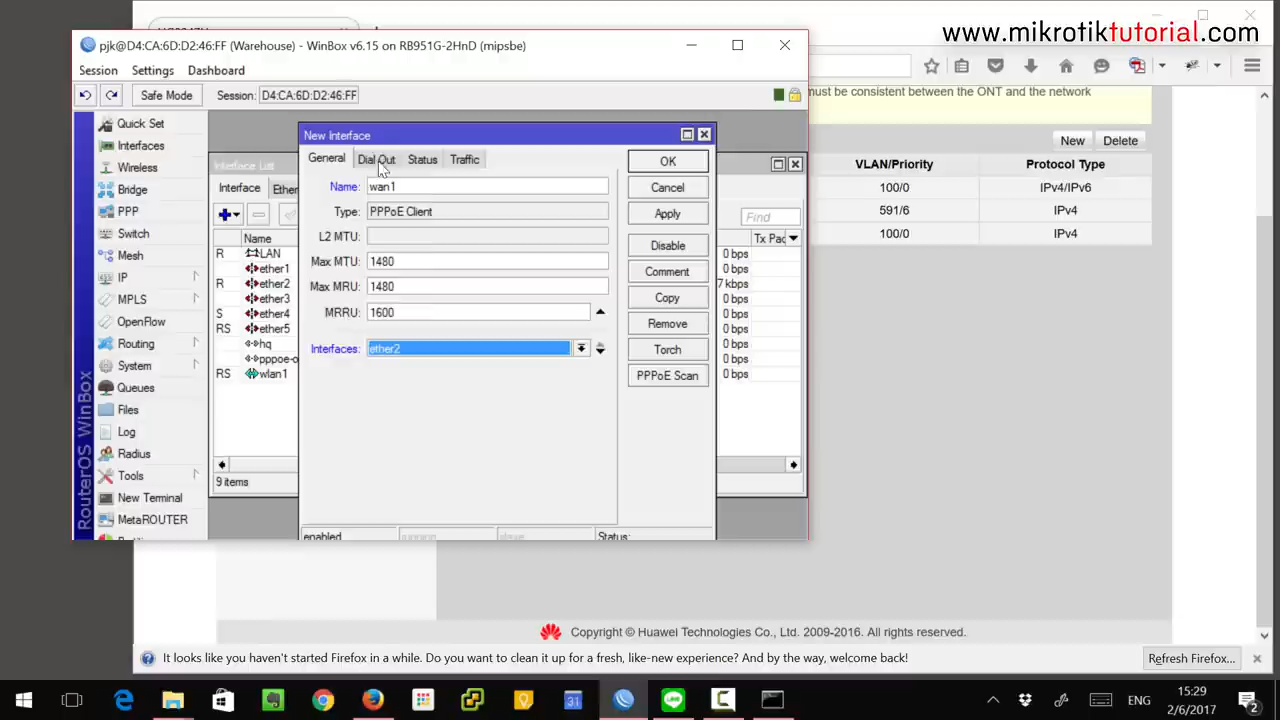 www.mikrotiktutorial.com
pjk@D4:CA:6D:D2:46:FF (Warehouse) - WinBox v6.15 on RB951G-2HnD (mipsbe)
Session Settings Dashboard
Safe Mode Session: D4:CA:6D:D2:46:FF
must be consistent between the ONT and the network
New Delete
VLAN/Priority Protocol Type
100/0 IPv4/IPv6
591/6 IPv4
100/0 IPv4
Quick Set
Interfaces
Wireless
Bridge
PPP
Switch
Mesh
IP
MPLS
OpenFlow
Routing
System
Queues
Files
Log
Radius
Tools
New Terminal
MetaROUTER
RouterOS WinBox
Interface List
Interface Ether
Find
Name Tx Pac
R LAN 0 bps
ether1 0 bps
R ether2 7 kbps
ether3 0 bps
S ether4 0 bps
RS ether5 0 bps
hq 0 bps
pppoe-o 0 bps
RS wlan1 0 bps
9 items
New Interface
General Dial Out Status Traffic
Name: wan1
Type: PPPoE Client
L2 MTU:
Max MTU: 1480
Max MRU: 1480
MRRU: 1600
Interfaces: ether2
OK
Cancel
Apply
Disable
Comment
Copy
Remove
Torch
PPPoE Scan
enabled running slave Status:
Copyright © Huawei Technologies Co., Ltd. 2009-2016. All rights reserved.
It looks like you haven't started Firefox in a while. Do you want to clean it up for a fresh, like-new experience? And by the way, welcome back! Refresh Firefox...
ENG
15:29
2/6/2017
2